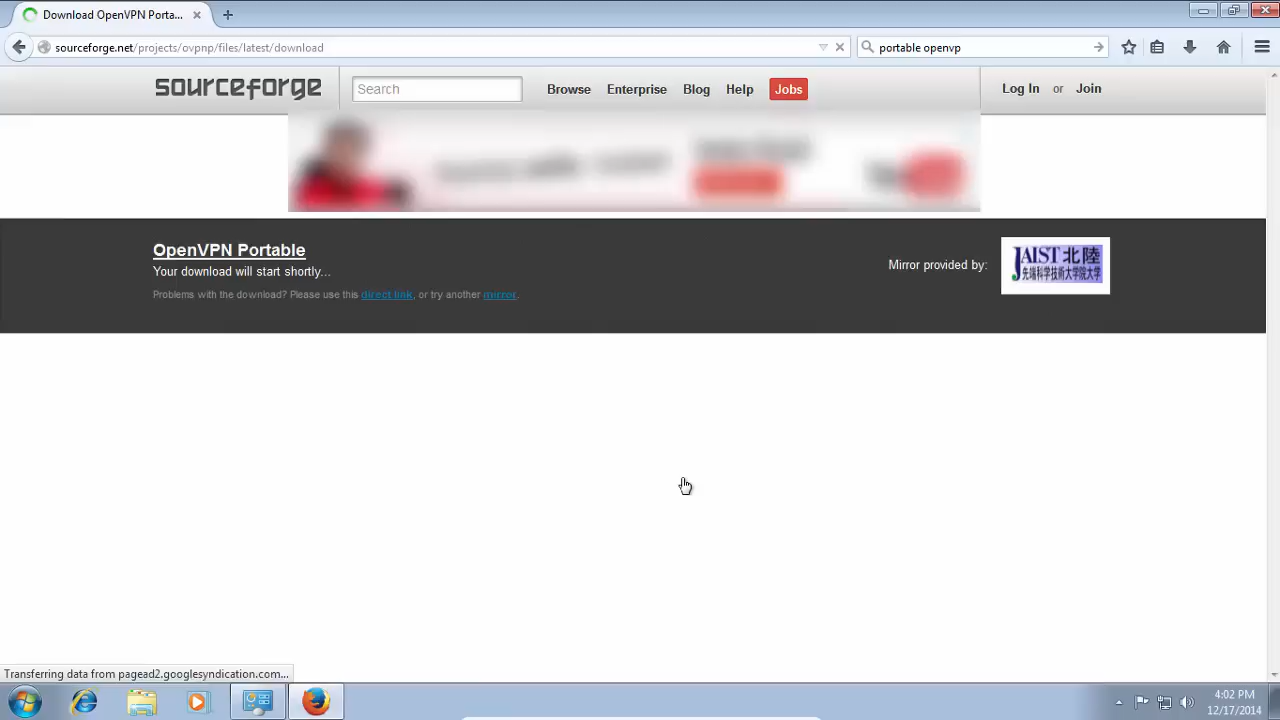 Download OpenVPN Porta...
sourceforge.net/projects/ovpnp/files/latest/download
portable openvp
sourceforge
Search
Browse
Enterprise
Blog
Help
Jobs
Log In or Join
OpenVPN Portable
Your download will start shortly...
Problems with the download? Please use this direct link, or try another mirror.
Mirror provided by:
JAIST 北陸
先端科学技術大学院大学
Transferring data from pagead2.googlesyndication.com...
4:02 PM
12/17/2014